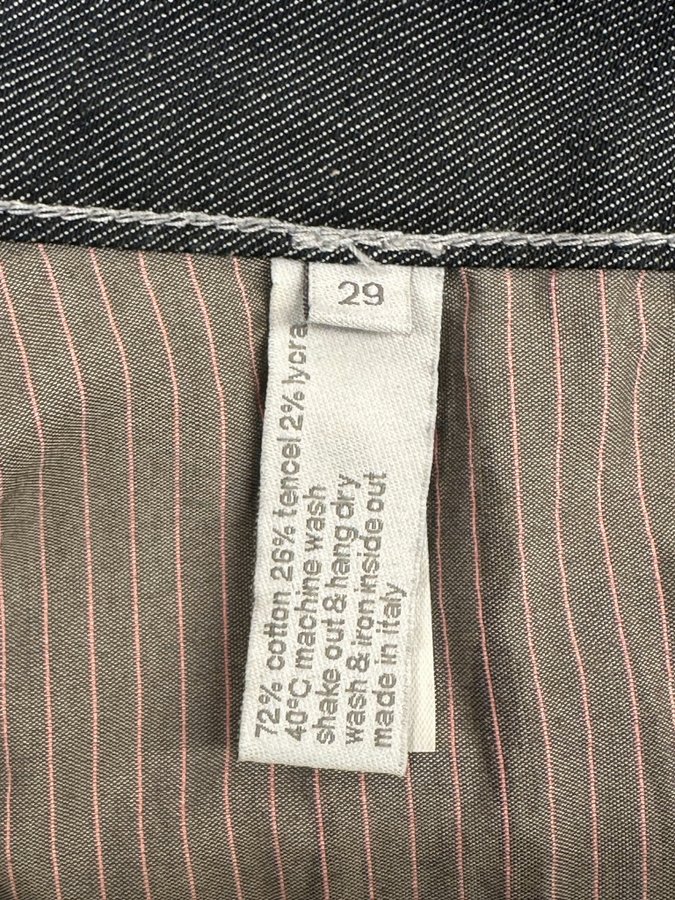 29
72% cotton 26% tencel 2% lycra
40°C machine wash
shake out & hang dry
wash & iron inside out
made in italy